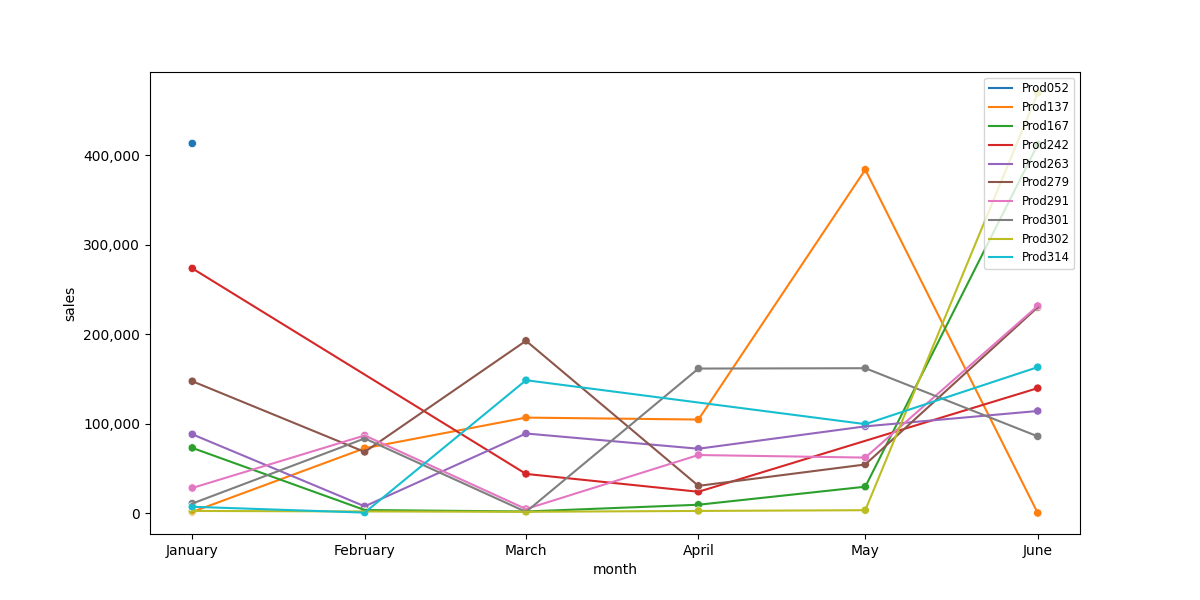 Prod052
Prod137
Prod167
Prod242
Prod263
Prod279
Prod291
Prod301
Prod302
Prod314
400,000
300,000
200,000
100,000
0
sales
January February March April May June
month